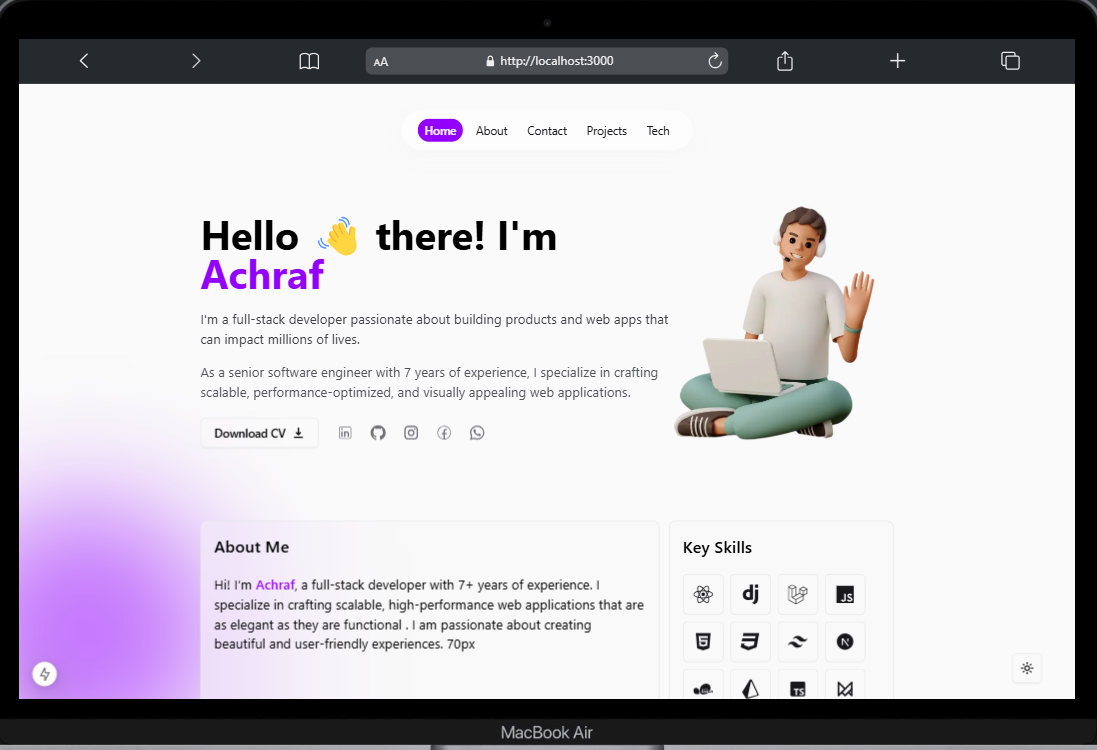 AA
http://localhost:3000
Home About Contact Projects Tech
Hello 👋 there! I'm
Achraf
I'm a full-stack developer passionate about building products and web apps that
can impact millions of lives.
As a senior software engineer with 7 years of experience, I specialize in crafting
scalable, performance-optimized, and visually appealing web applications.
Download CV
in
About Me
Hi! I'm Achraf, a full-stack developer with 7+ years of experience. I
specialize in crafting scalable, high-performance web applications that are
as elegant as they are functional . I am passionate about creating
beautiful and user-friendly experiences. 70px
Key Skills
dj
JS
5
3
N
TS
MacBook Air